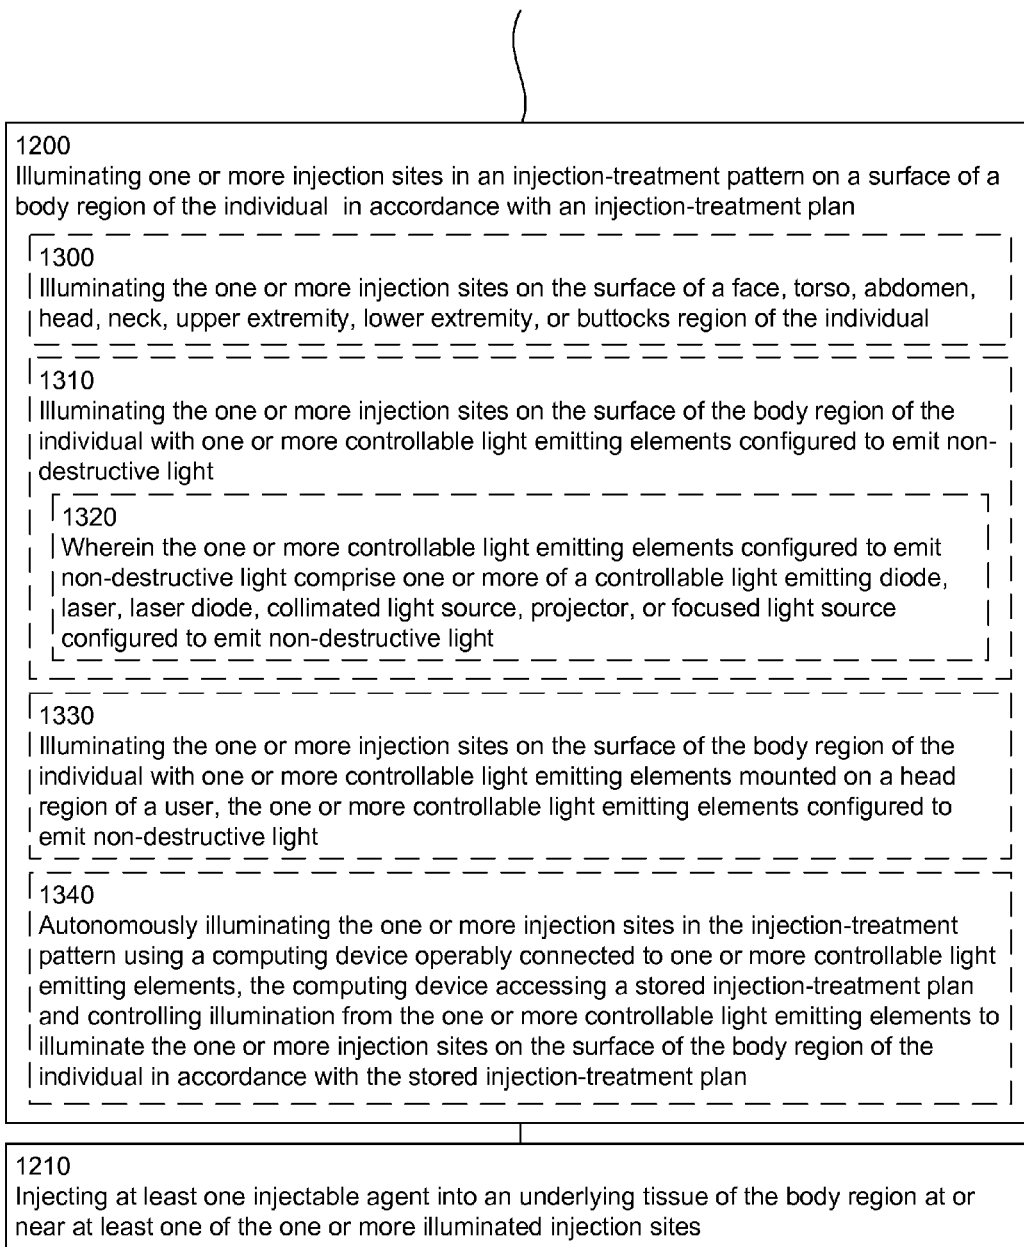 1200
Illuminating one or more injection sites in an injection-treatment pattern on a surface of a
body region of the individual in accordance with an injection-treatment plan
1300
Illuminating the one or more injection sites on the surface of a face, torso, abdomen,
head, neck, upper extremity, lower extremity, or buttocks region of the individual
1310
Illuminating the one or more injection sites on the surface of the body region of the
individual with one or more controllable light emitting elements configured to emit non-
destructive light
1320
Wherein the one or more controllable light emitting elements configured to emit
non-destructive light comprise one or more of a controllable light emitting diode,
laser, laser diode, collimated light source, projector, or focused light source
configured to emit non-destructive light
1330
Illuminating the one or more injection sites on the surface of the body region of the
individual with one or more controllable light emitting elements mounted on a head
region of a user, the one or more controllable light emitting elements configured to
emit non-destructive light
1340
Autonomously illuminating the one or more injection sites in the injection-treatment
pattern using a computing device operably connected to one or more controllable light
emitting elements, the computing device accessing a stored injection-treatment plan
and controlling illumination from the one or more controllable light emitting elements to
illuminate the one or more injection sites on the surface of the body region of the
individual in accordance with the stored injection-treatment plan
1210
Injecting at least one injectable agent into an underlying tissue of the body region at or
near at least one of the one or more illuminated injection sites